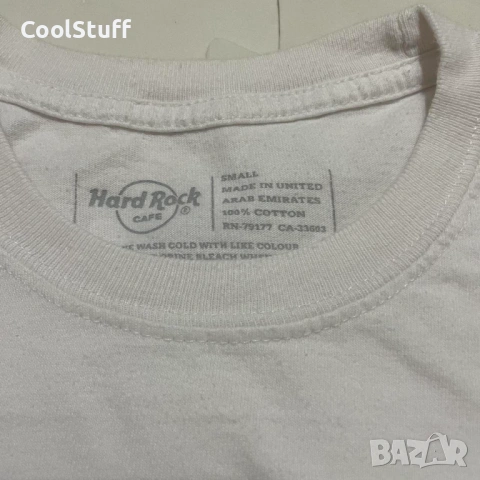 CoolStuff
Hard Rock
CAFE
®
SMALL
MADE IN UNITED
ARAB EMIRATES
100% COTTON
RN-79177 CA-33693
WASH COLD WITH LIKE COLOUR
BLEACH
BAZAR